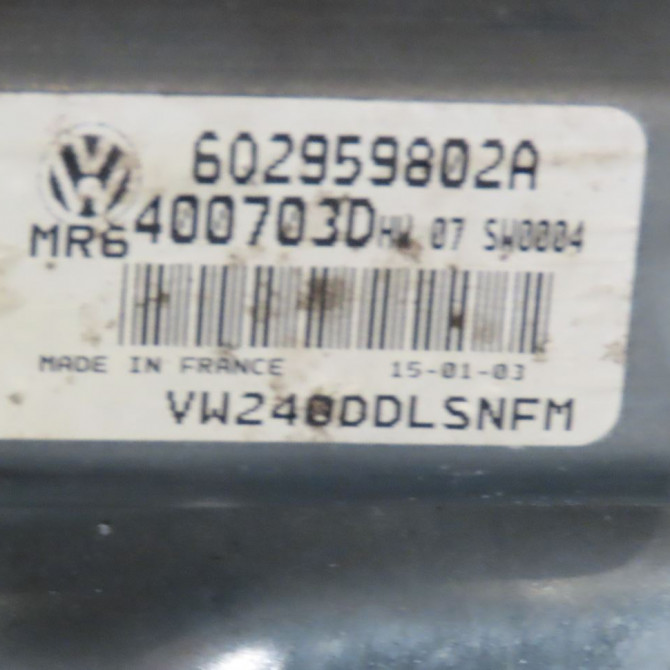 6Q2959802A
400703D HW 07 SW0004
MR6
MADE IN FRANCE 15-01-03
VW240DDLSNFM